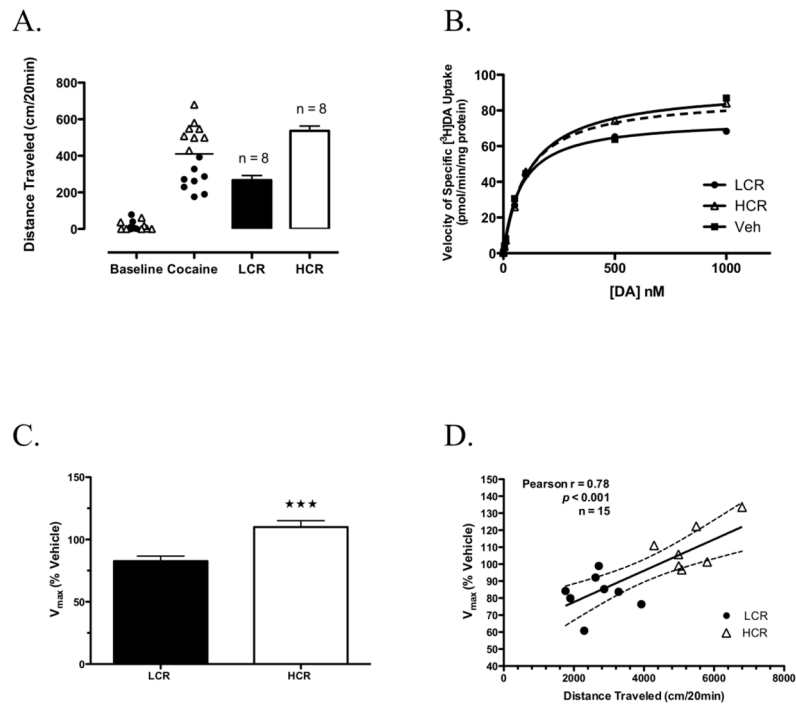 A.
Distance Traveled (cm/20min)
800
600
400
200
0
n = 8
n = 8
Baseline Cocaine LCR HCR
B.
Velocity of Specific [³H]DA Uptake
(pmol/min/mg protein)
100
80
60
40
20
0
LCR
HCR
Veh
0 500 1000
[DA] nM
C.
Vmax (% Vehicle)
150
100
50
0
★★★
LCR HCR
D.
Vmax (% Vehicle)
Pearson r = 0.78
p < 0.001
n = 15
150
140
130
120
110
100
90
80
70
60
50
40
LCR
HCR
0 2000 4000 6000 8000
Distance Traveled (cm/20min)